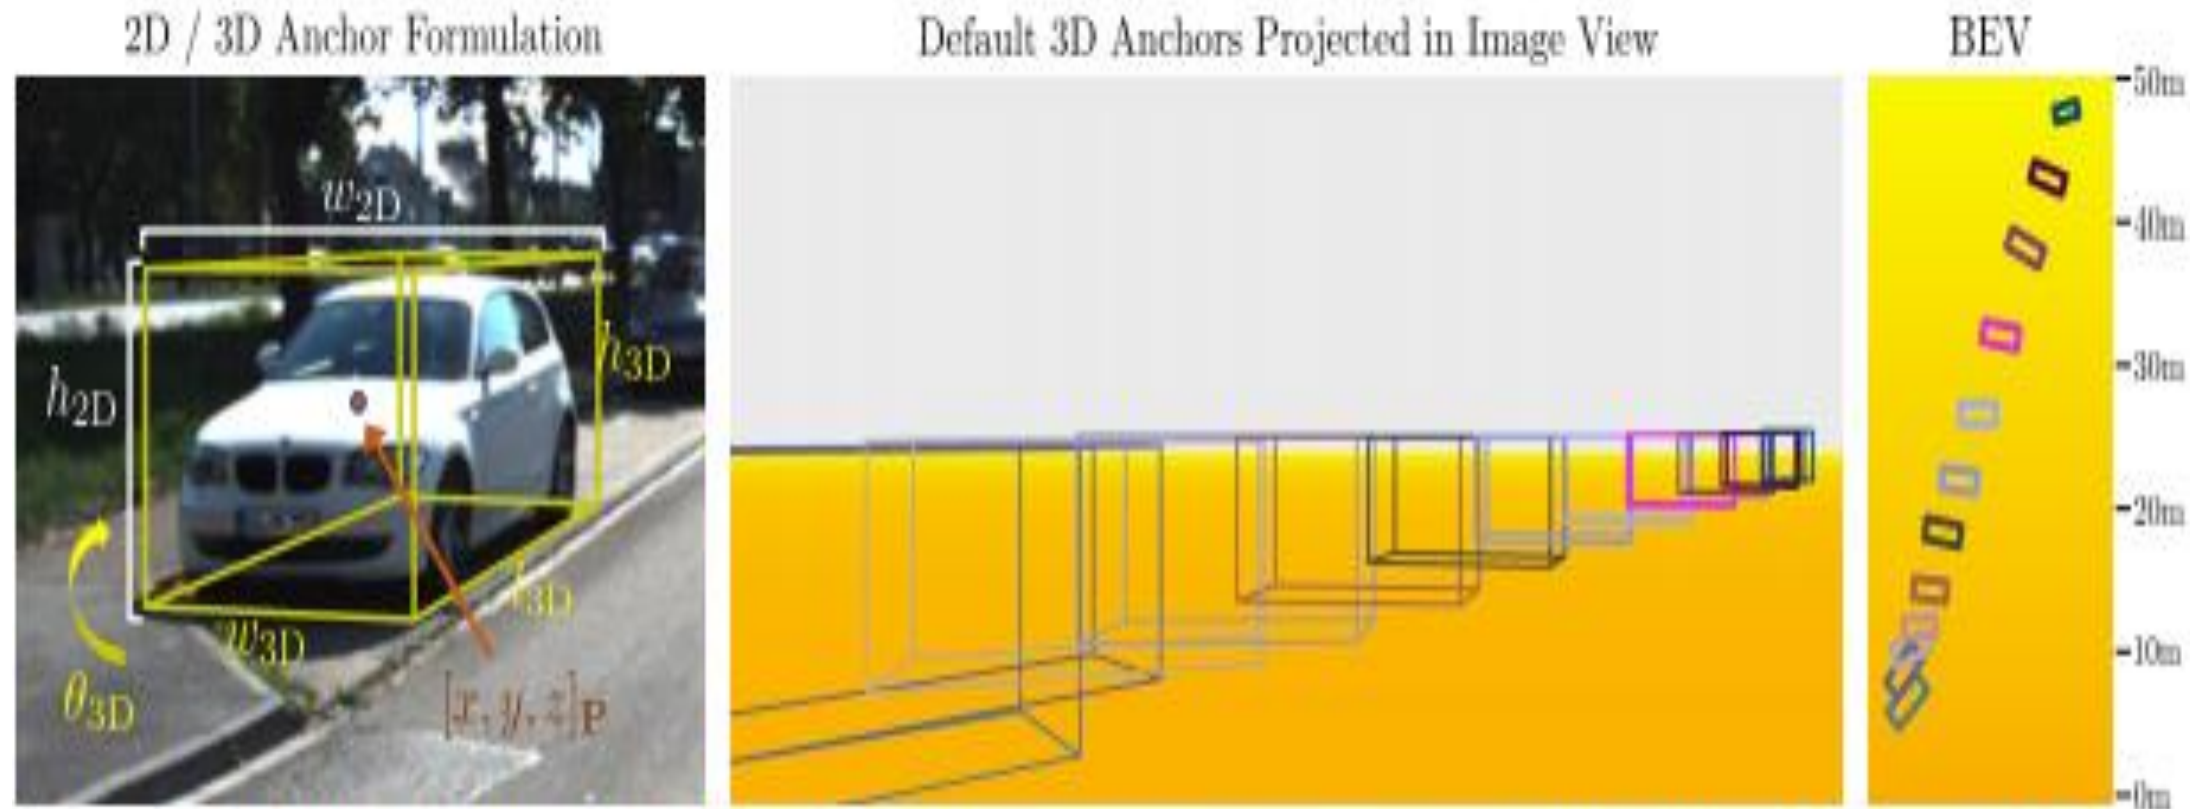 2D / 3D Anchor Formulation
Default 3D Anchors Projected in Image View
BEV
w2D
h2D
h3D
l3D
w3D
θ3D
[x, y, z]P
50m
40m
30m
20m
10m
0m